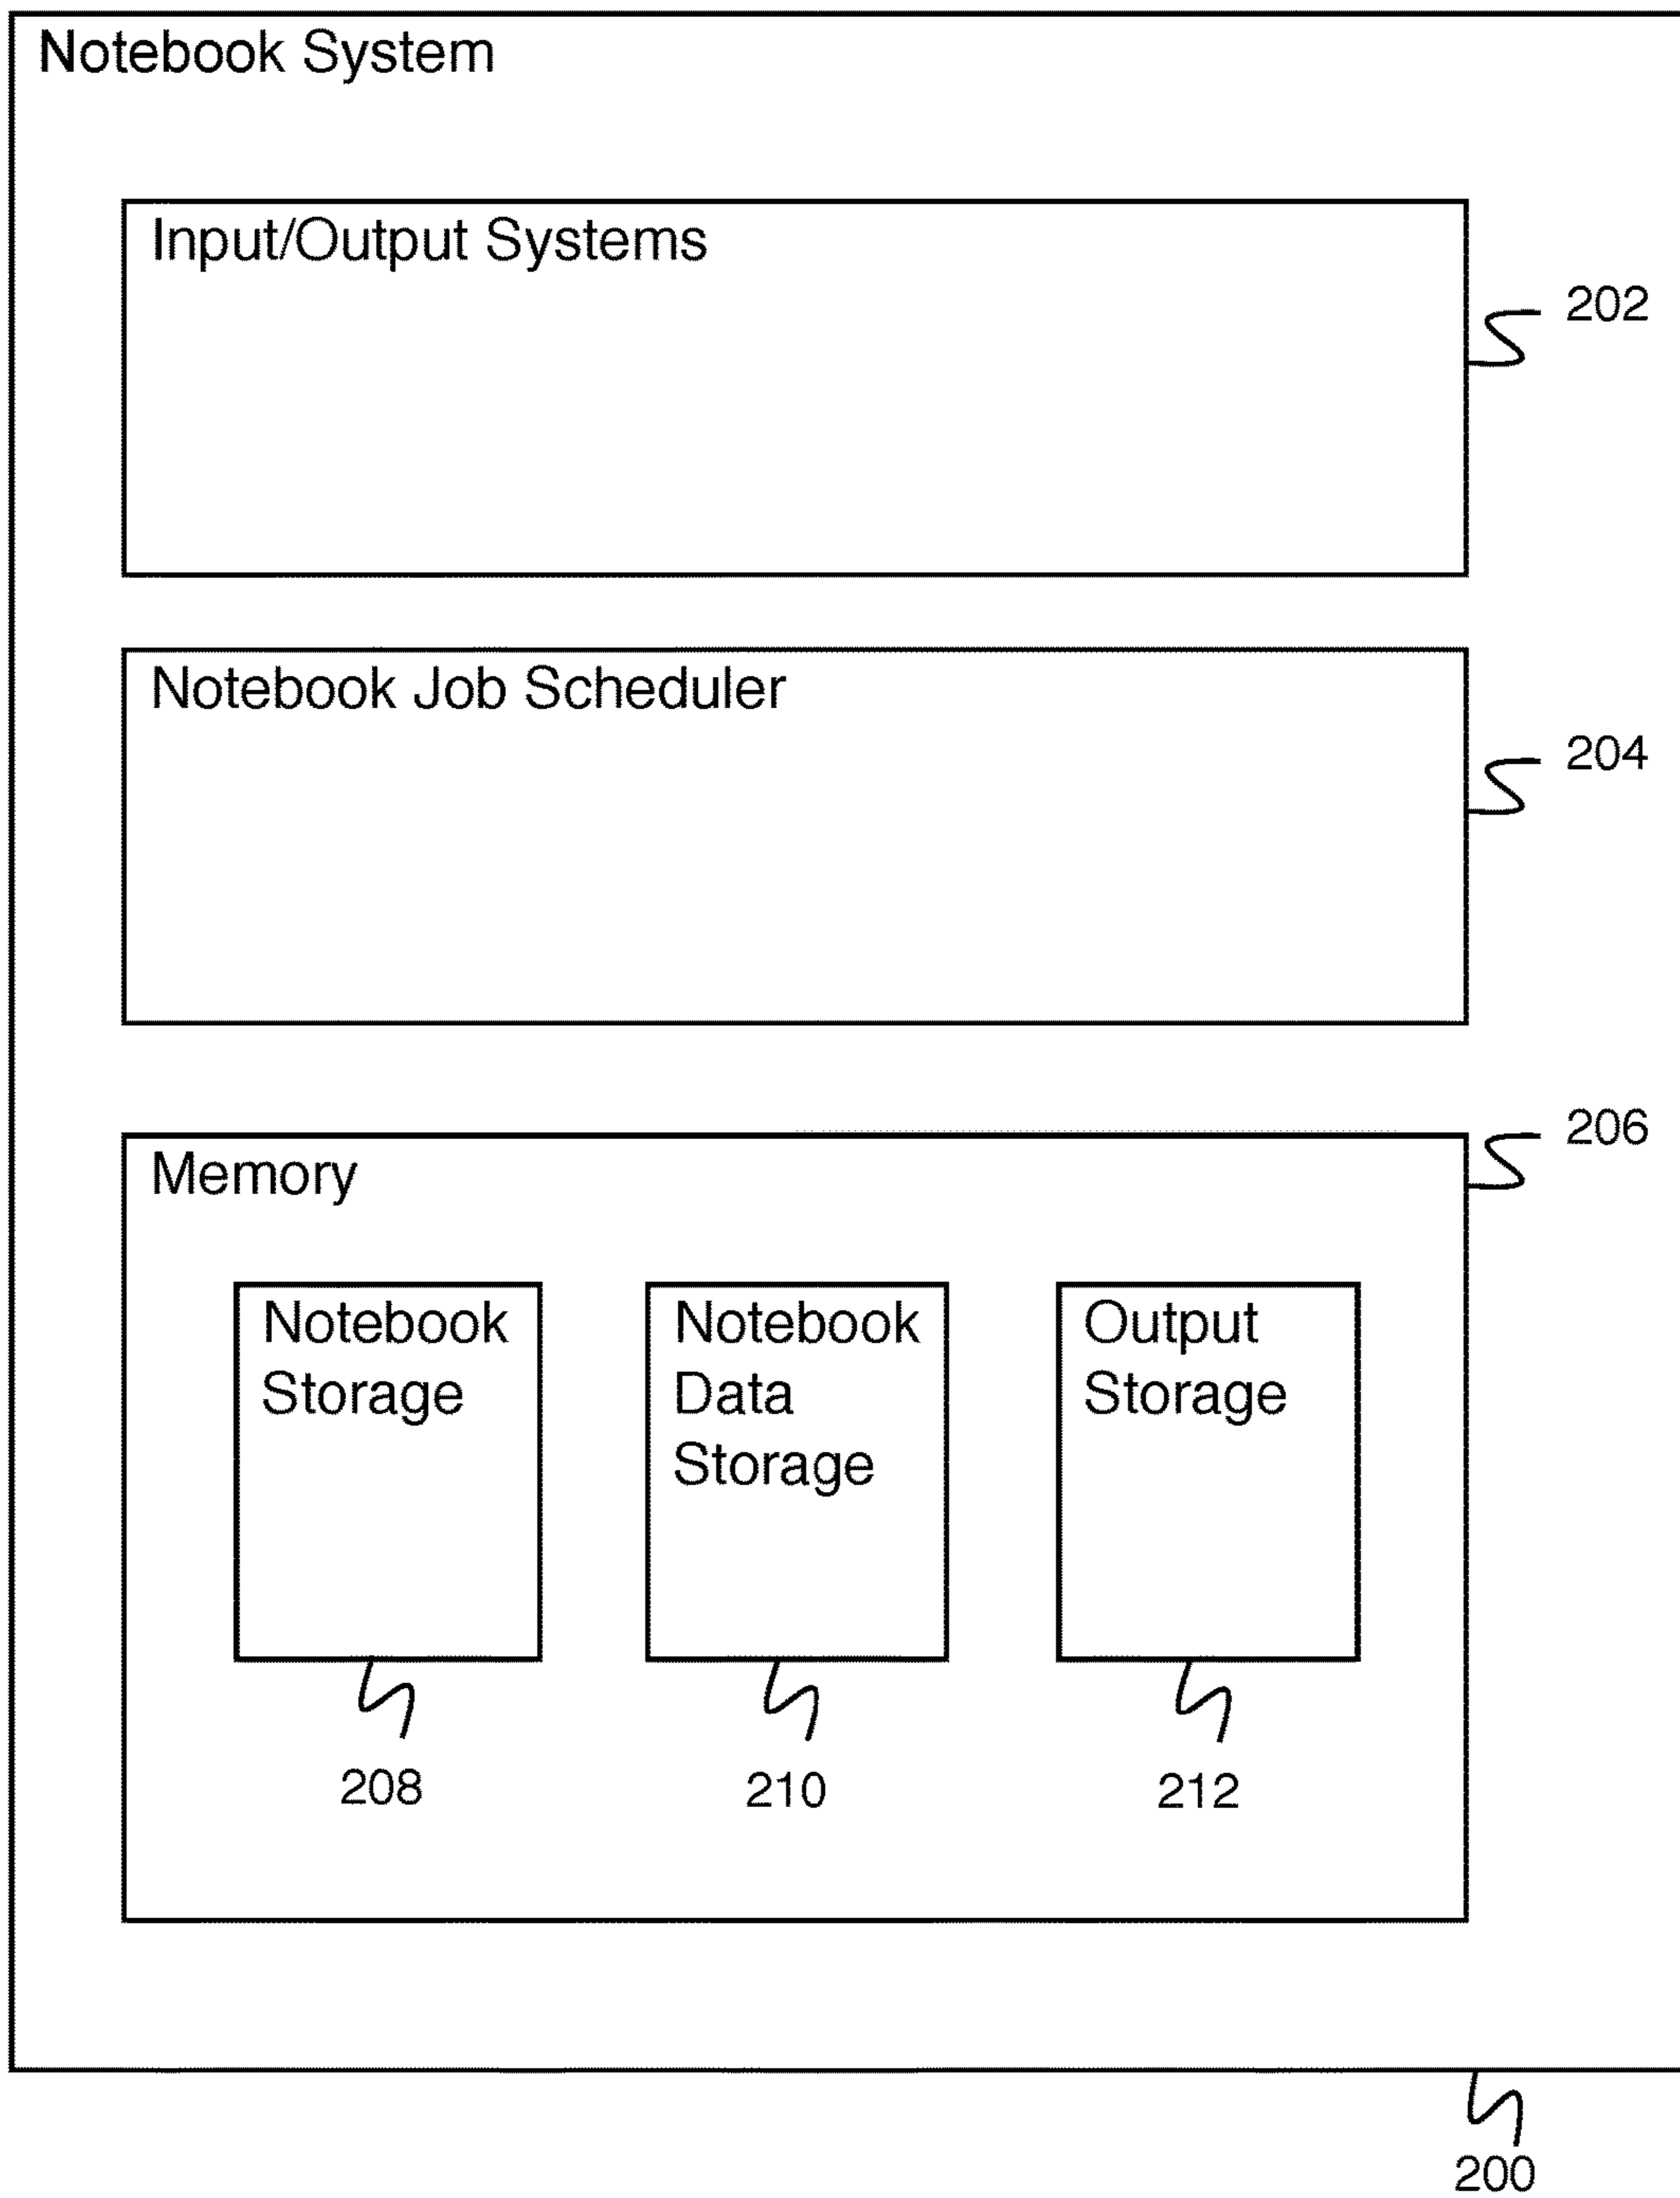 Notebook System
Input/Output Systems
202
Notebook Job Scheduler
204
206
Memory
Notebook
Storage
Notebook
Data
Storage
Output
Storage
208
210
212
200